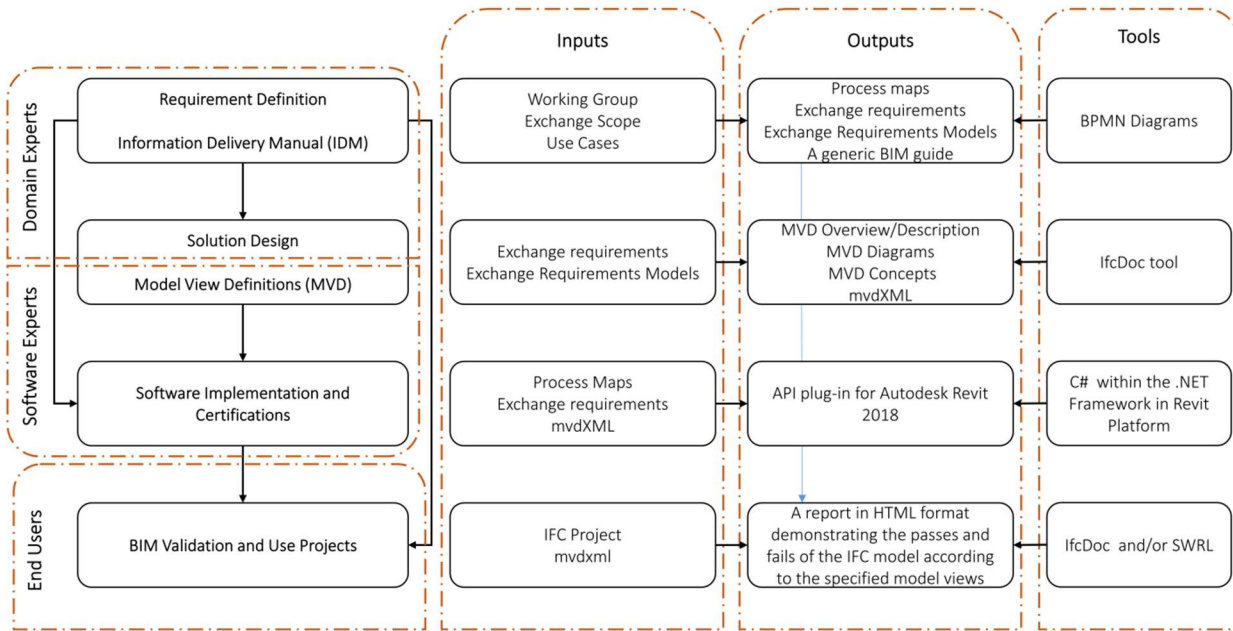 Inputs
Outputs
Tools
Domain Experts
Requirement Definition
Information Delivery Manual (IDM)
Working Group
Exchange Scope
Use Cases
Process maps
Exchange requirements
Exchange Requirements Models
A generic BIM guide
BPMN Diagrams
Solution Design
Software Experts
Model View Definitions (MVD)
Exchange requirements
Exchange Requirements Models
MVD Overview/Description
MVD Diagrams
MVD Concepts
mvdXML
IfcDoc tool
Software Implementation and
Certifications
Process Maps
Exchange requirements
mvdXML
API plug-in for Autodesk Revit
2018
C# within the .NET
Framework in Revit
Platform
End Users
BIM Validation and Use Projects
IFC Project
mvdxml
A report in HTML format
demonstrating the passes and
fails of the IFC model according
to the specified model views
IfcDoc and/or SWRL